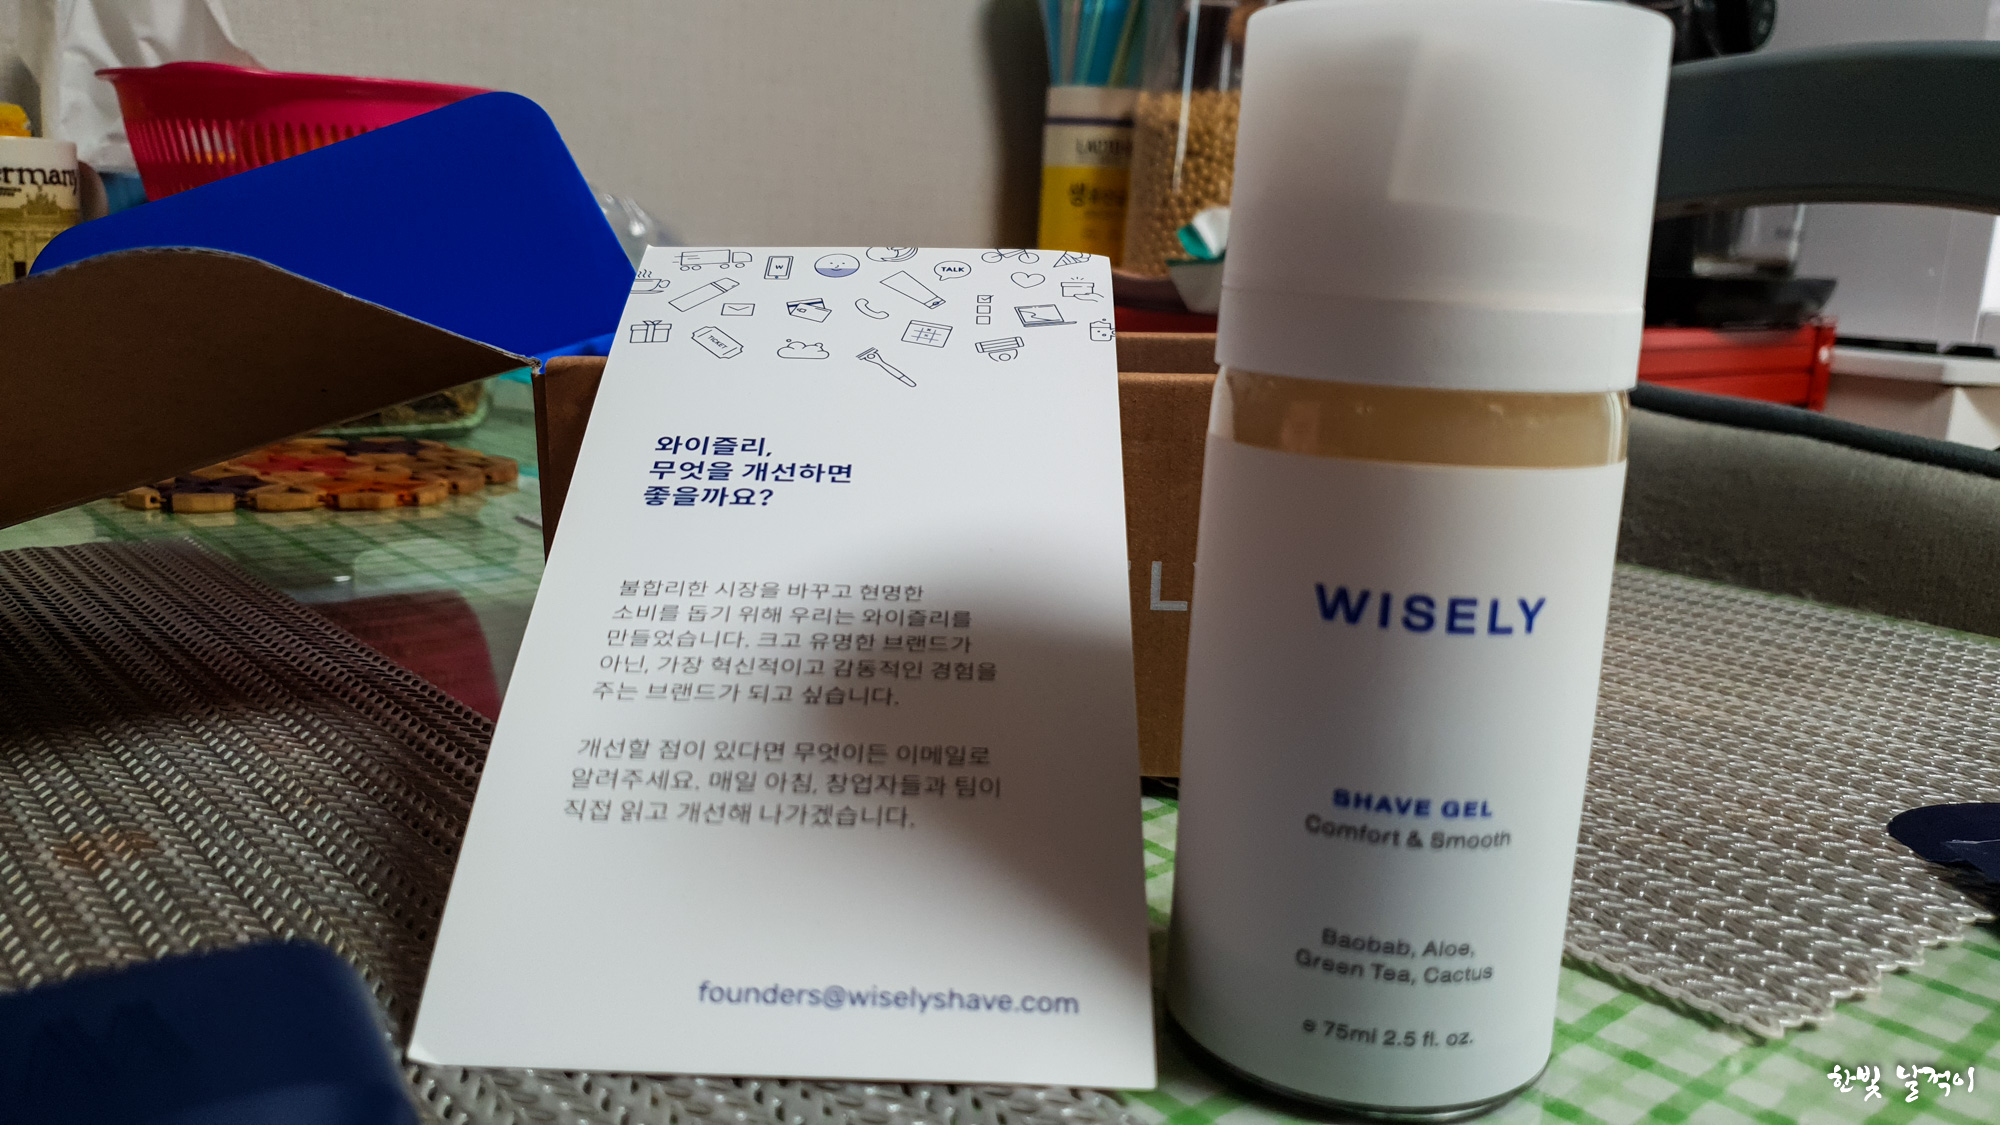 ermany
W
TALK
TICKET
와이즐리,
무엇을 개선하면
좋을까요?
불합리한 시장을 바꾸고 현명한
소비를 돕기 위해 우리는 와이즐리를
만들었습니다. 크고 유명한 브랜드가
아닌, 가장 혁신적이고 감동적인 경험을
주는 브랜드가 되고 싶습니다.
개선할 점이 있다면 무엇이든 이메일로
알려주세요. 매일 아침, 창업자들과 팀이
직접 읽고 개선해 나가겠습니다.
founders@wiselyshave.com
L
WISELY
SHAVE GEL
Comfort & Smooth
Baobab, Aloe,
Green Tea, Cactus
e 75ml 2.5 fl. oz.
한빛 날적이